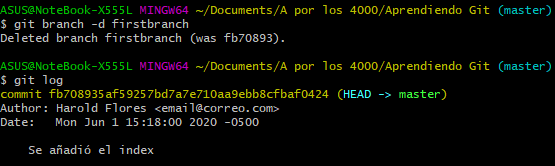 ASUS@NoteBook-X555L MINGW64 ~/Documents/A por los 4000/Aprendiendo Git (master)
$ git branch -d firstbranch
Deleted branch firstbranch (was fb70893).
ASUS@NoteBook-X555L MINGW64 ~/Documents/A por los 4000/Aprendiendo Git (master)
$ git log
commit fb708935af59257bd7a7e710aa9ebb8cfbaf0424 (HEAD -> master)
Author: Harold Flores <email@correo.com>
Date:   Mon Jun 1 15:18:00 2020 -0500
    Se añadió el index